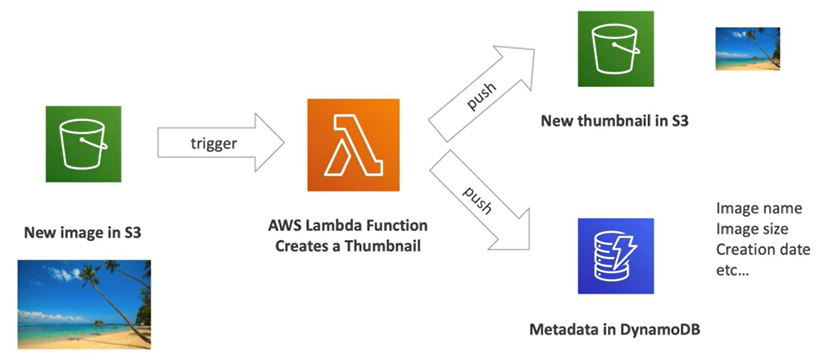 New image in S3
trigger
AWS Lambda Function
Creates a Thumbnail
push
New thumbnail in S3
push
Metadata in DynamoDB
Image name
Image size
Creation date
etc...